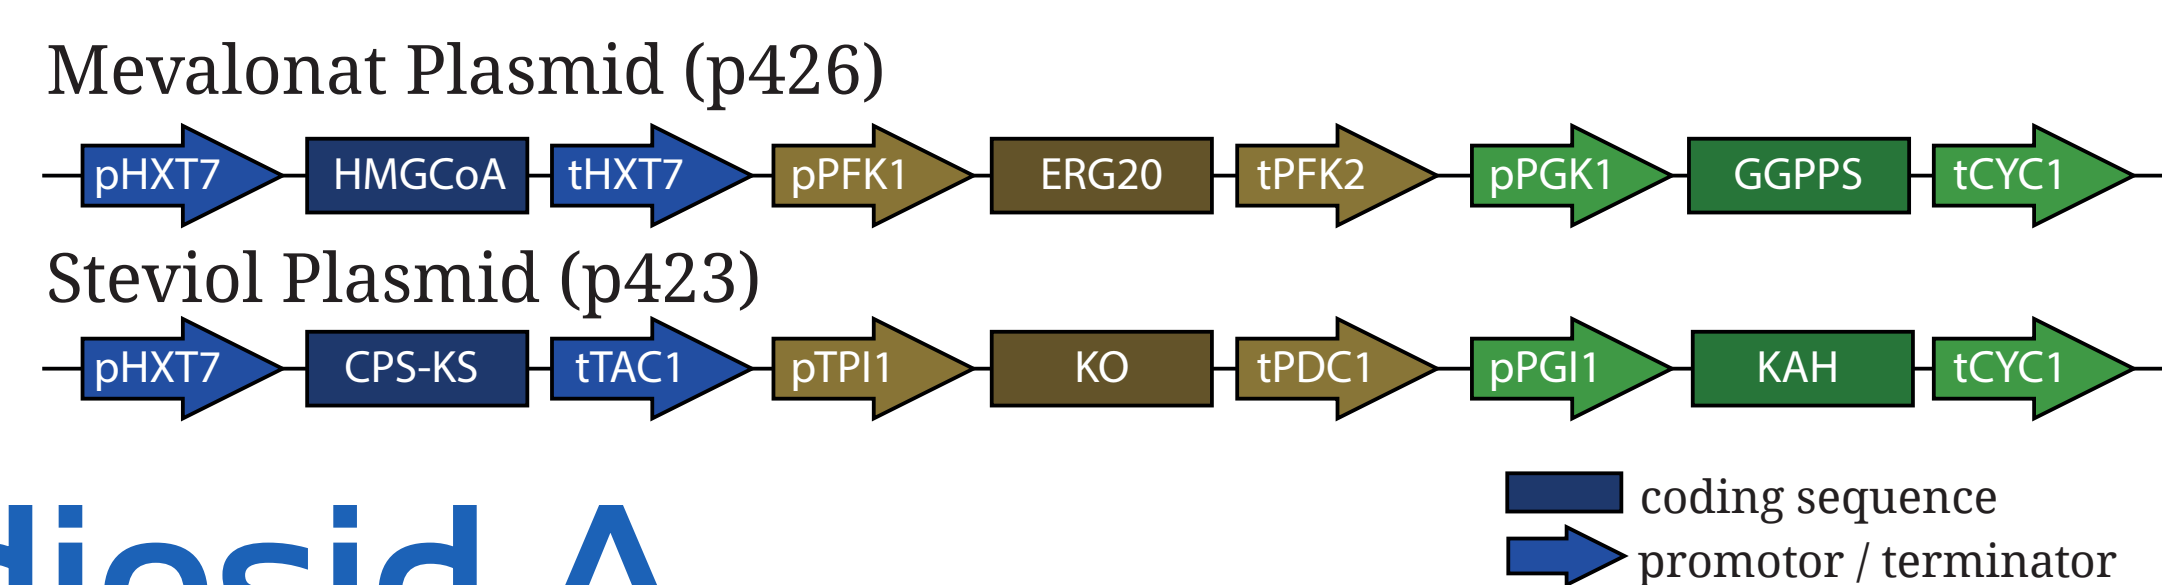 Mevalonat Plasmid (p426)
pHXT7 HMGCoA tHXT7 pPFK1 ERG20 tPFK2 pPGK1 GGPPS tCYC1
Steviol Plasmid (p423)
pHXT7 CPS-KS tTAC1 pTPI1 KO tPDC1 pPGI1 KAH tCYC1
coding sequence
diosid A
promotor / terminator